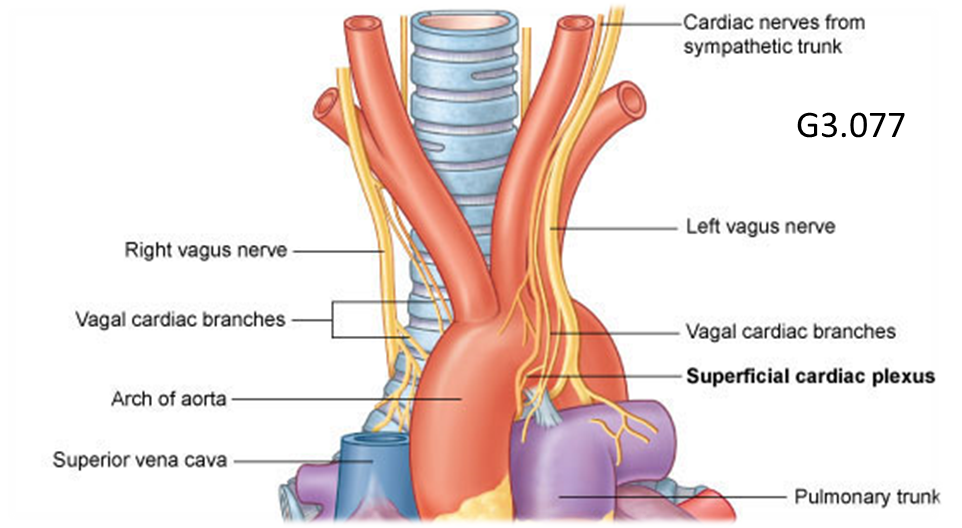 Cardiac nerves from
sympathetic trunk
G3.077
Left vagus nerve
Right vagus nerve
Vagal cardiac branches
Vagal cardiac branches
Superficial cardiac plexus
Arch of aorta
Superior vena cava
Pulmonary trunk